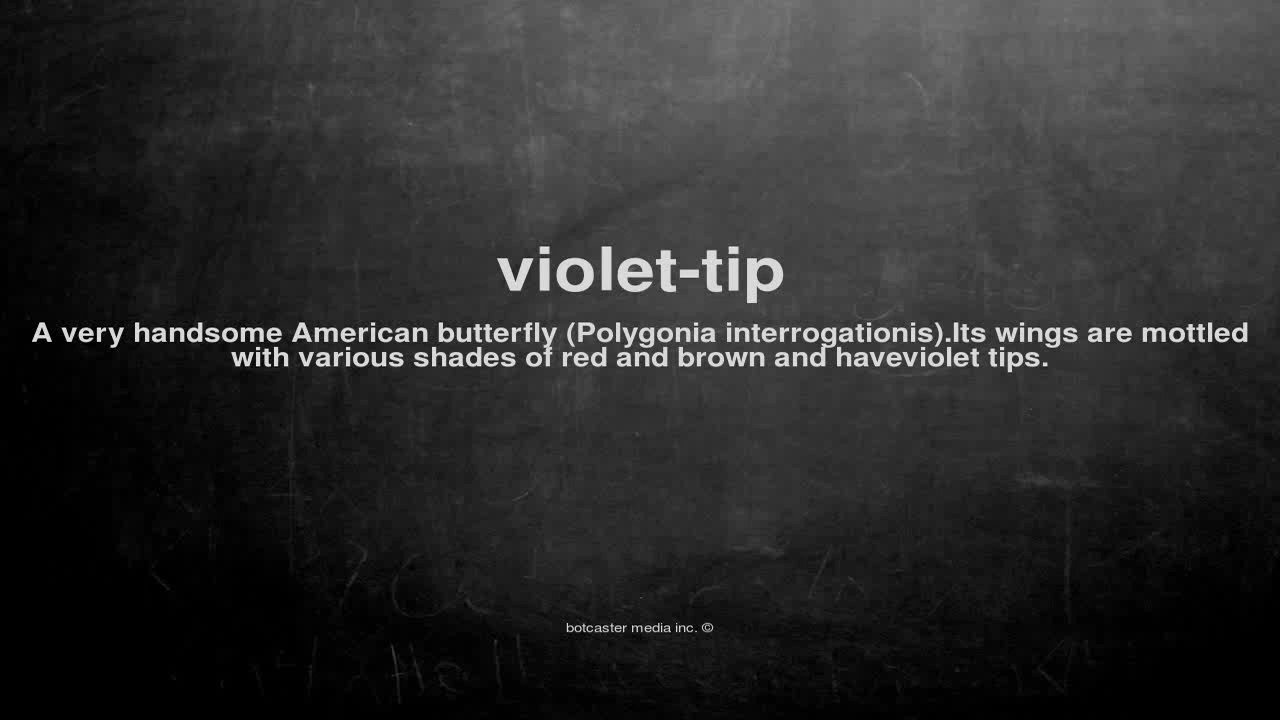 violet-tip
A very handsome American butterfly (Polygonia interrogationis).Its wings are mottled
with various shades of red and brown and haveviolet tips.
botcaster media inc. ©